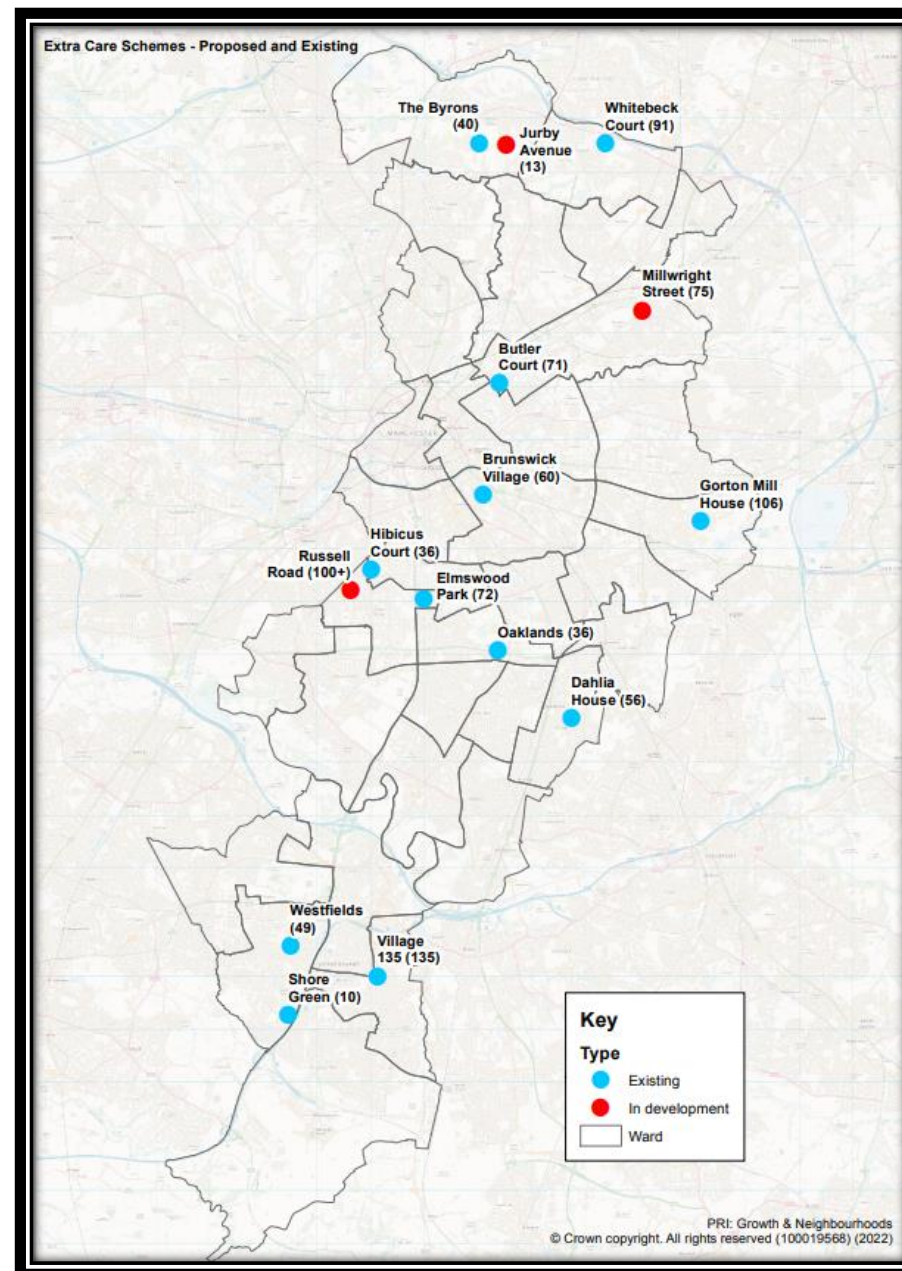 Extra Care Schemes - Proposed and Existing
The Byrons
(40)
Jurby
Avenue
(13)
Whitebeck
Court (91)
Millwright
Street (75)
Butler
Court (71)
Brunswick
Village (60)
Gorton Mill
House (106)
Hibicus
Court (36)
Russell
Road (100+)
Elmswood
Park (72)
Oaklands (36)
Dahlia
House (56)
Westfields
(49)
Village
135 (135)
Shore
Green (10)
Key
Type
Existing
In development
Ward
PRI: Growth & Neighbourhoods
© Crown copyright. All rights reserved (100019568) (2022)